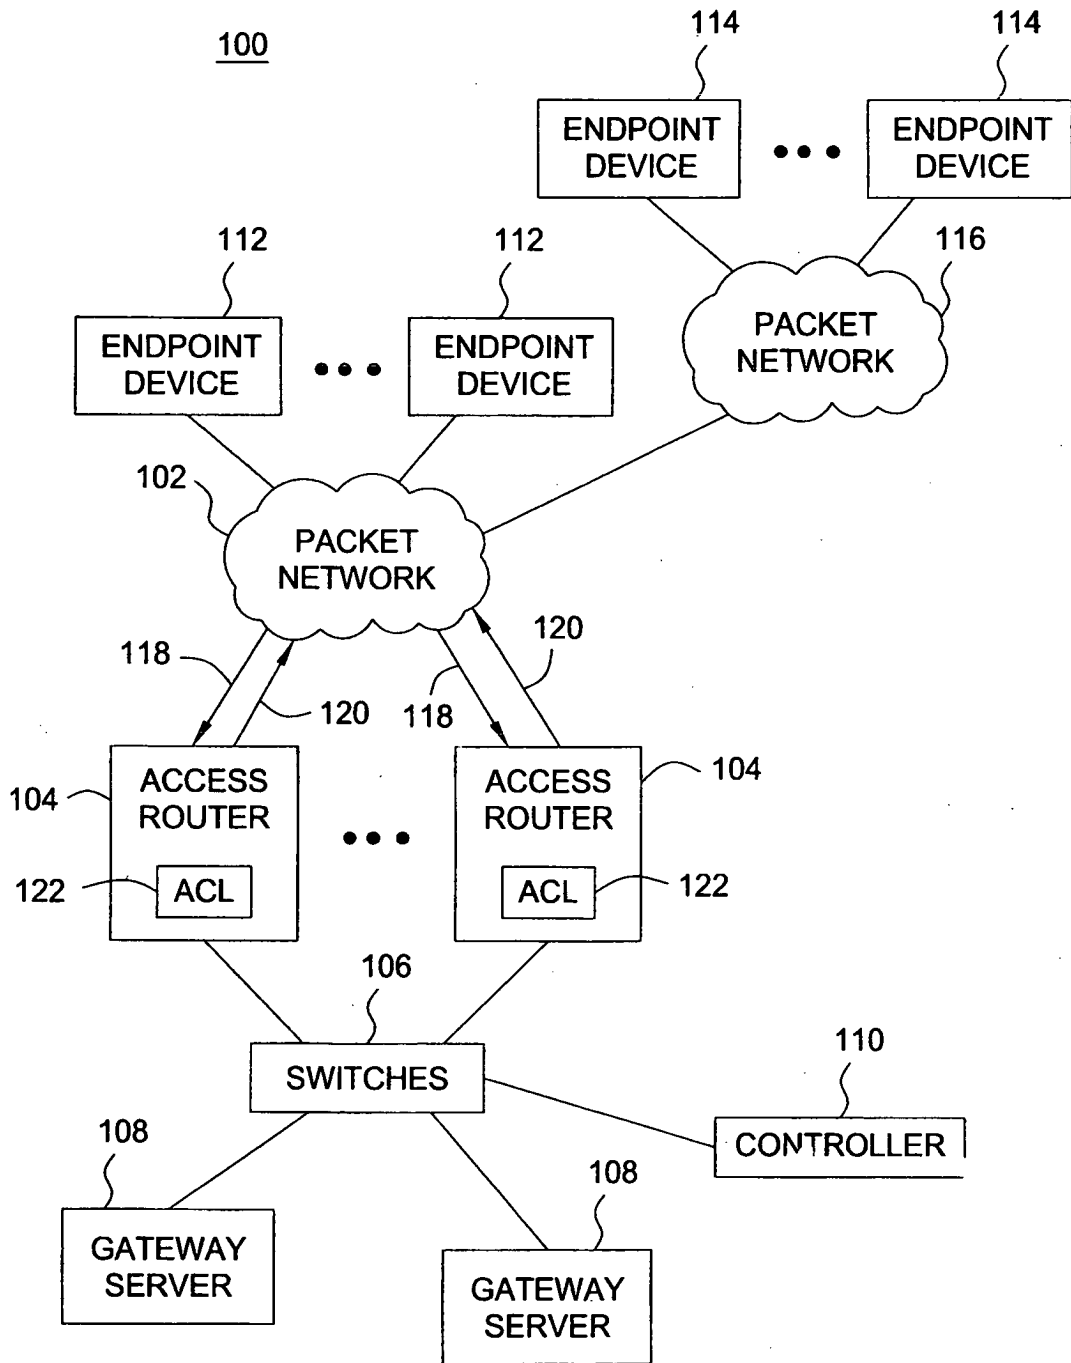 100
114
114
ENDPOINT
DEVICE
ENDPOINT
DEVICE
112
112
116
ENDPOINT
DEVICE
ENDPOINT
DEVICE
PACKET
NETWORK
102
PACKET
NETWORK
118
120
118
120
104
ACCESS
ROUTER
ACCESS
ROUTER
104
122
ACL
ACL
122
106
SWITCHES
110
CONTROLLER
108
GATEWAY
SERVER
108
GATEWAY
SERVER